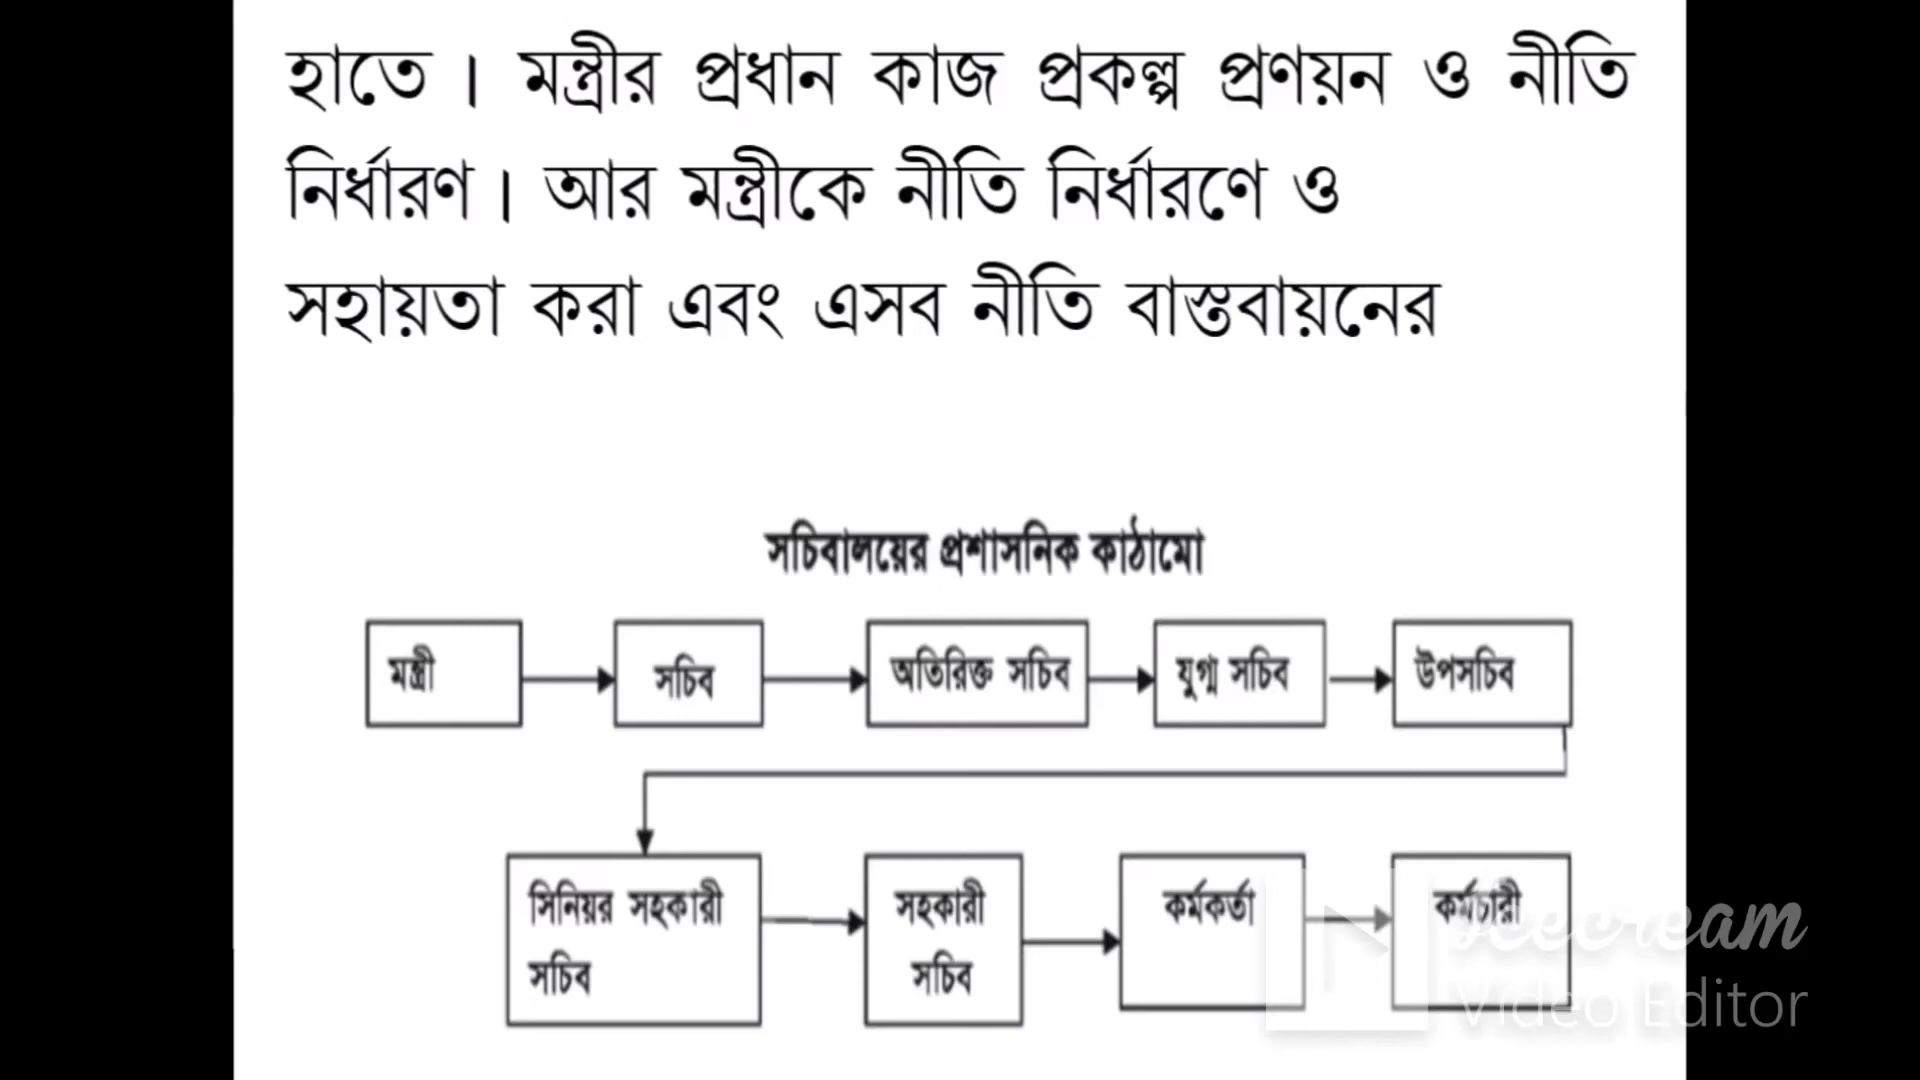 হাতে। মন্ত্রীর প্রধান কাজ প্রকল্প প্রণয়ন ও নীতি
নির্ধারণ। আর মন্ত্রীকে নীতি নির্ধারণে ও
সহায়তা করা এবং এসব নীতি বাস্তবায়নের
সচিবালয়ের প্রশাসনিক কাঠামো
মন্ত্রী
সচিব
অতিরিক্ত সচিব
যুগ্ম সচিব
উপসচিব
সিনিয়র সহকারী
সচিব
সহকারী
সচিব
কর্মকর্তা
কর্মচারী
icecream
Video Editor